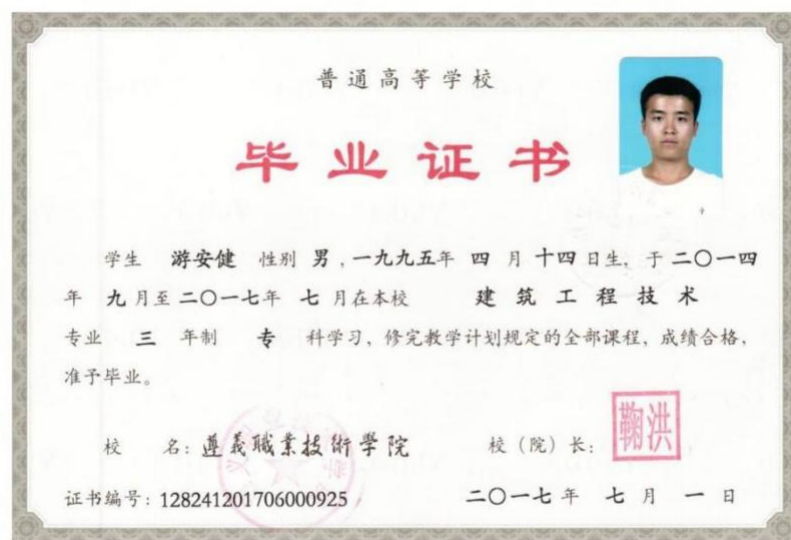 普通高等学校
毕业证书
学生 游安健 性别 男，一九九五年 四 月 十四 日生，于 二〇一四
年 九 月至 二〇一七年 七 月在本校 建筑工程技术
专业 三 年制 专 科学习，修完教学计划规定的全部课程，成绩合格，
准予毕业。
校 名：遵義職業技術學院 校（院）长：鞠洪
证书编号：128241201706000925 二〇一七年 七 月 一 日